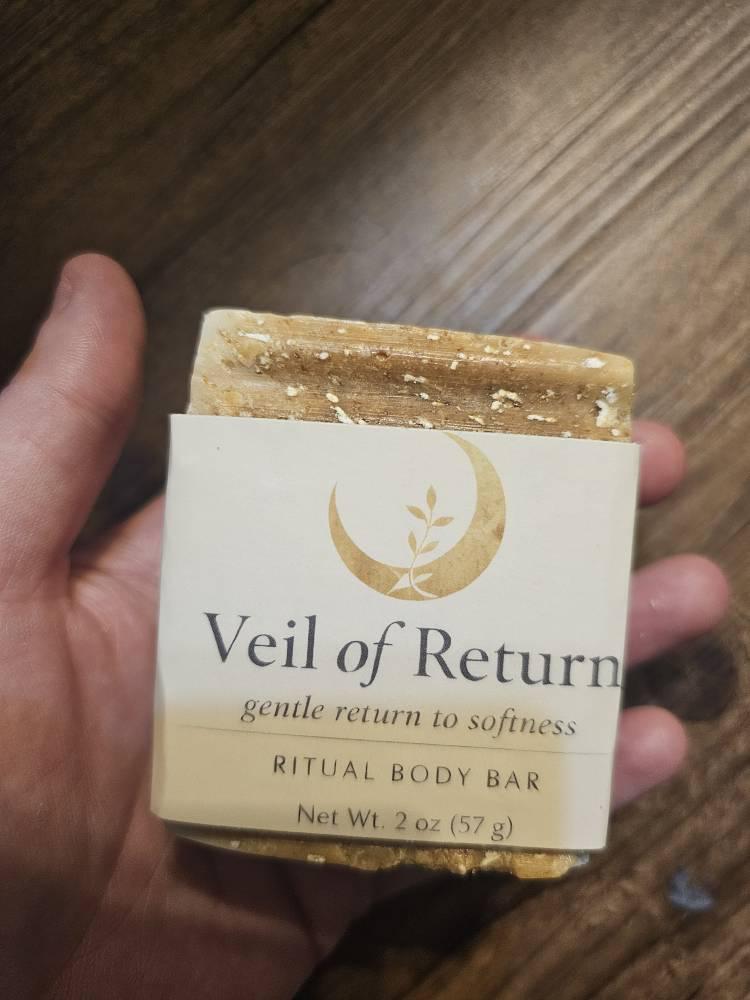 Veil of Return
gentle return to softness
RITUAL BODY BAR
Net Wt. 2 oz (57 g)